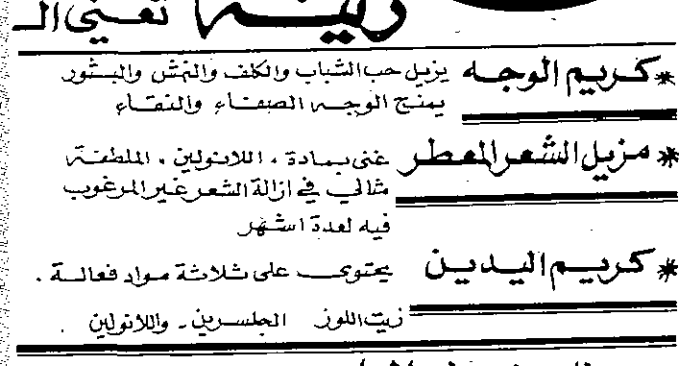 تعني الـ
* كريم الوجه يزيل حب الشباب والكلف والنمش والبثور
يمنح الوجه الصفاء والنقاء
* مزيل الشعر المعطر غني بمادة ، اللانولين ، الملطفة
مثالي في ازالة الشعر غير المرغوب
فيه لعدة اشهر
* كريم اليدين يحتوي على ثلاثة مواد فعالة .
زيت اللوز الجلسرين - واللانولين .